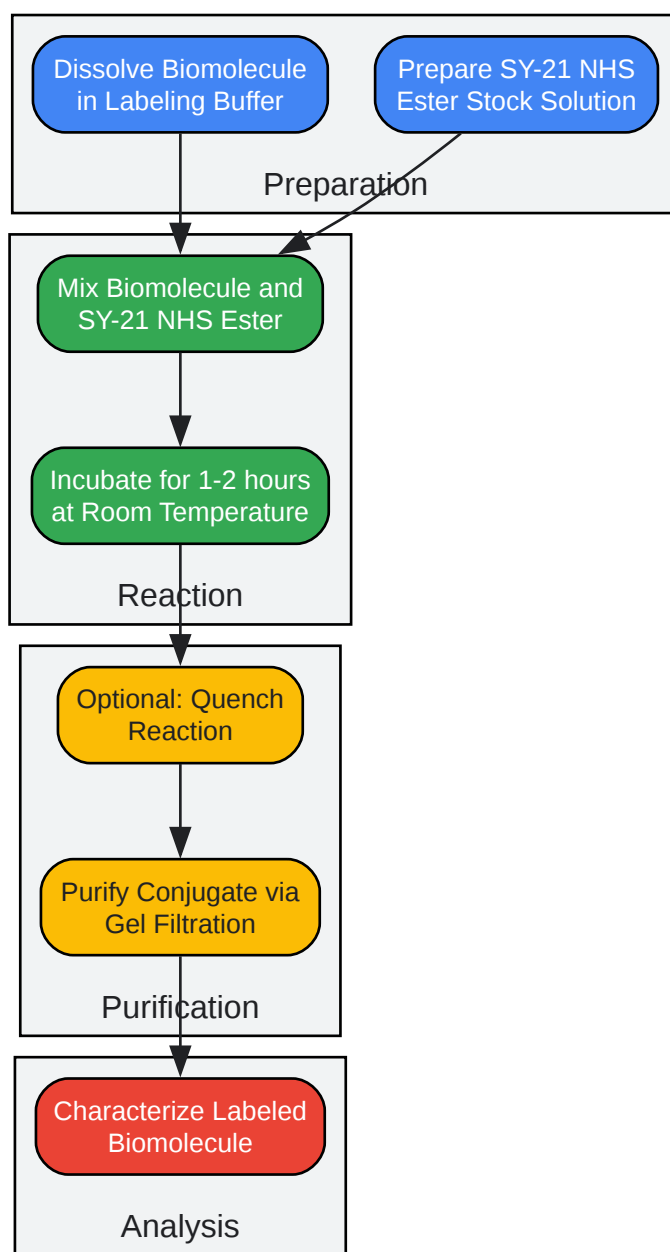 Dissolve Biomolecule
in Labeling Buffer
Prepare SY-21 NHS
Ester Stock Solution
Preparation
Mix Biomolecule and
SY-21 NHS Ester
Incubate for 1-2 hours
at Room Temperature
Reaction
Optional: Quench
Reaction
Purify Conjugate via
Gel Filtration
Purification
Characterize Labeled
Biomolecule
Analysis